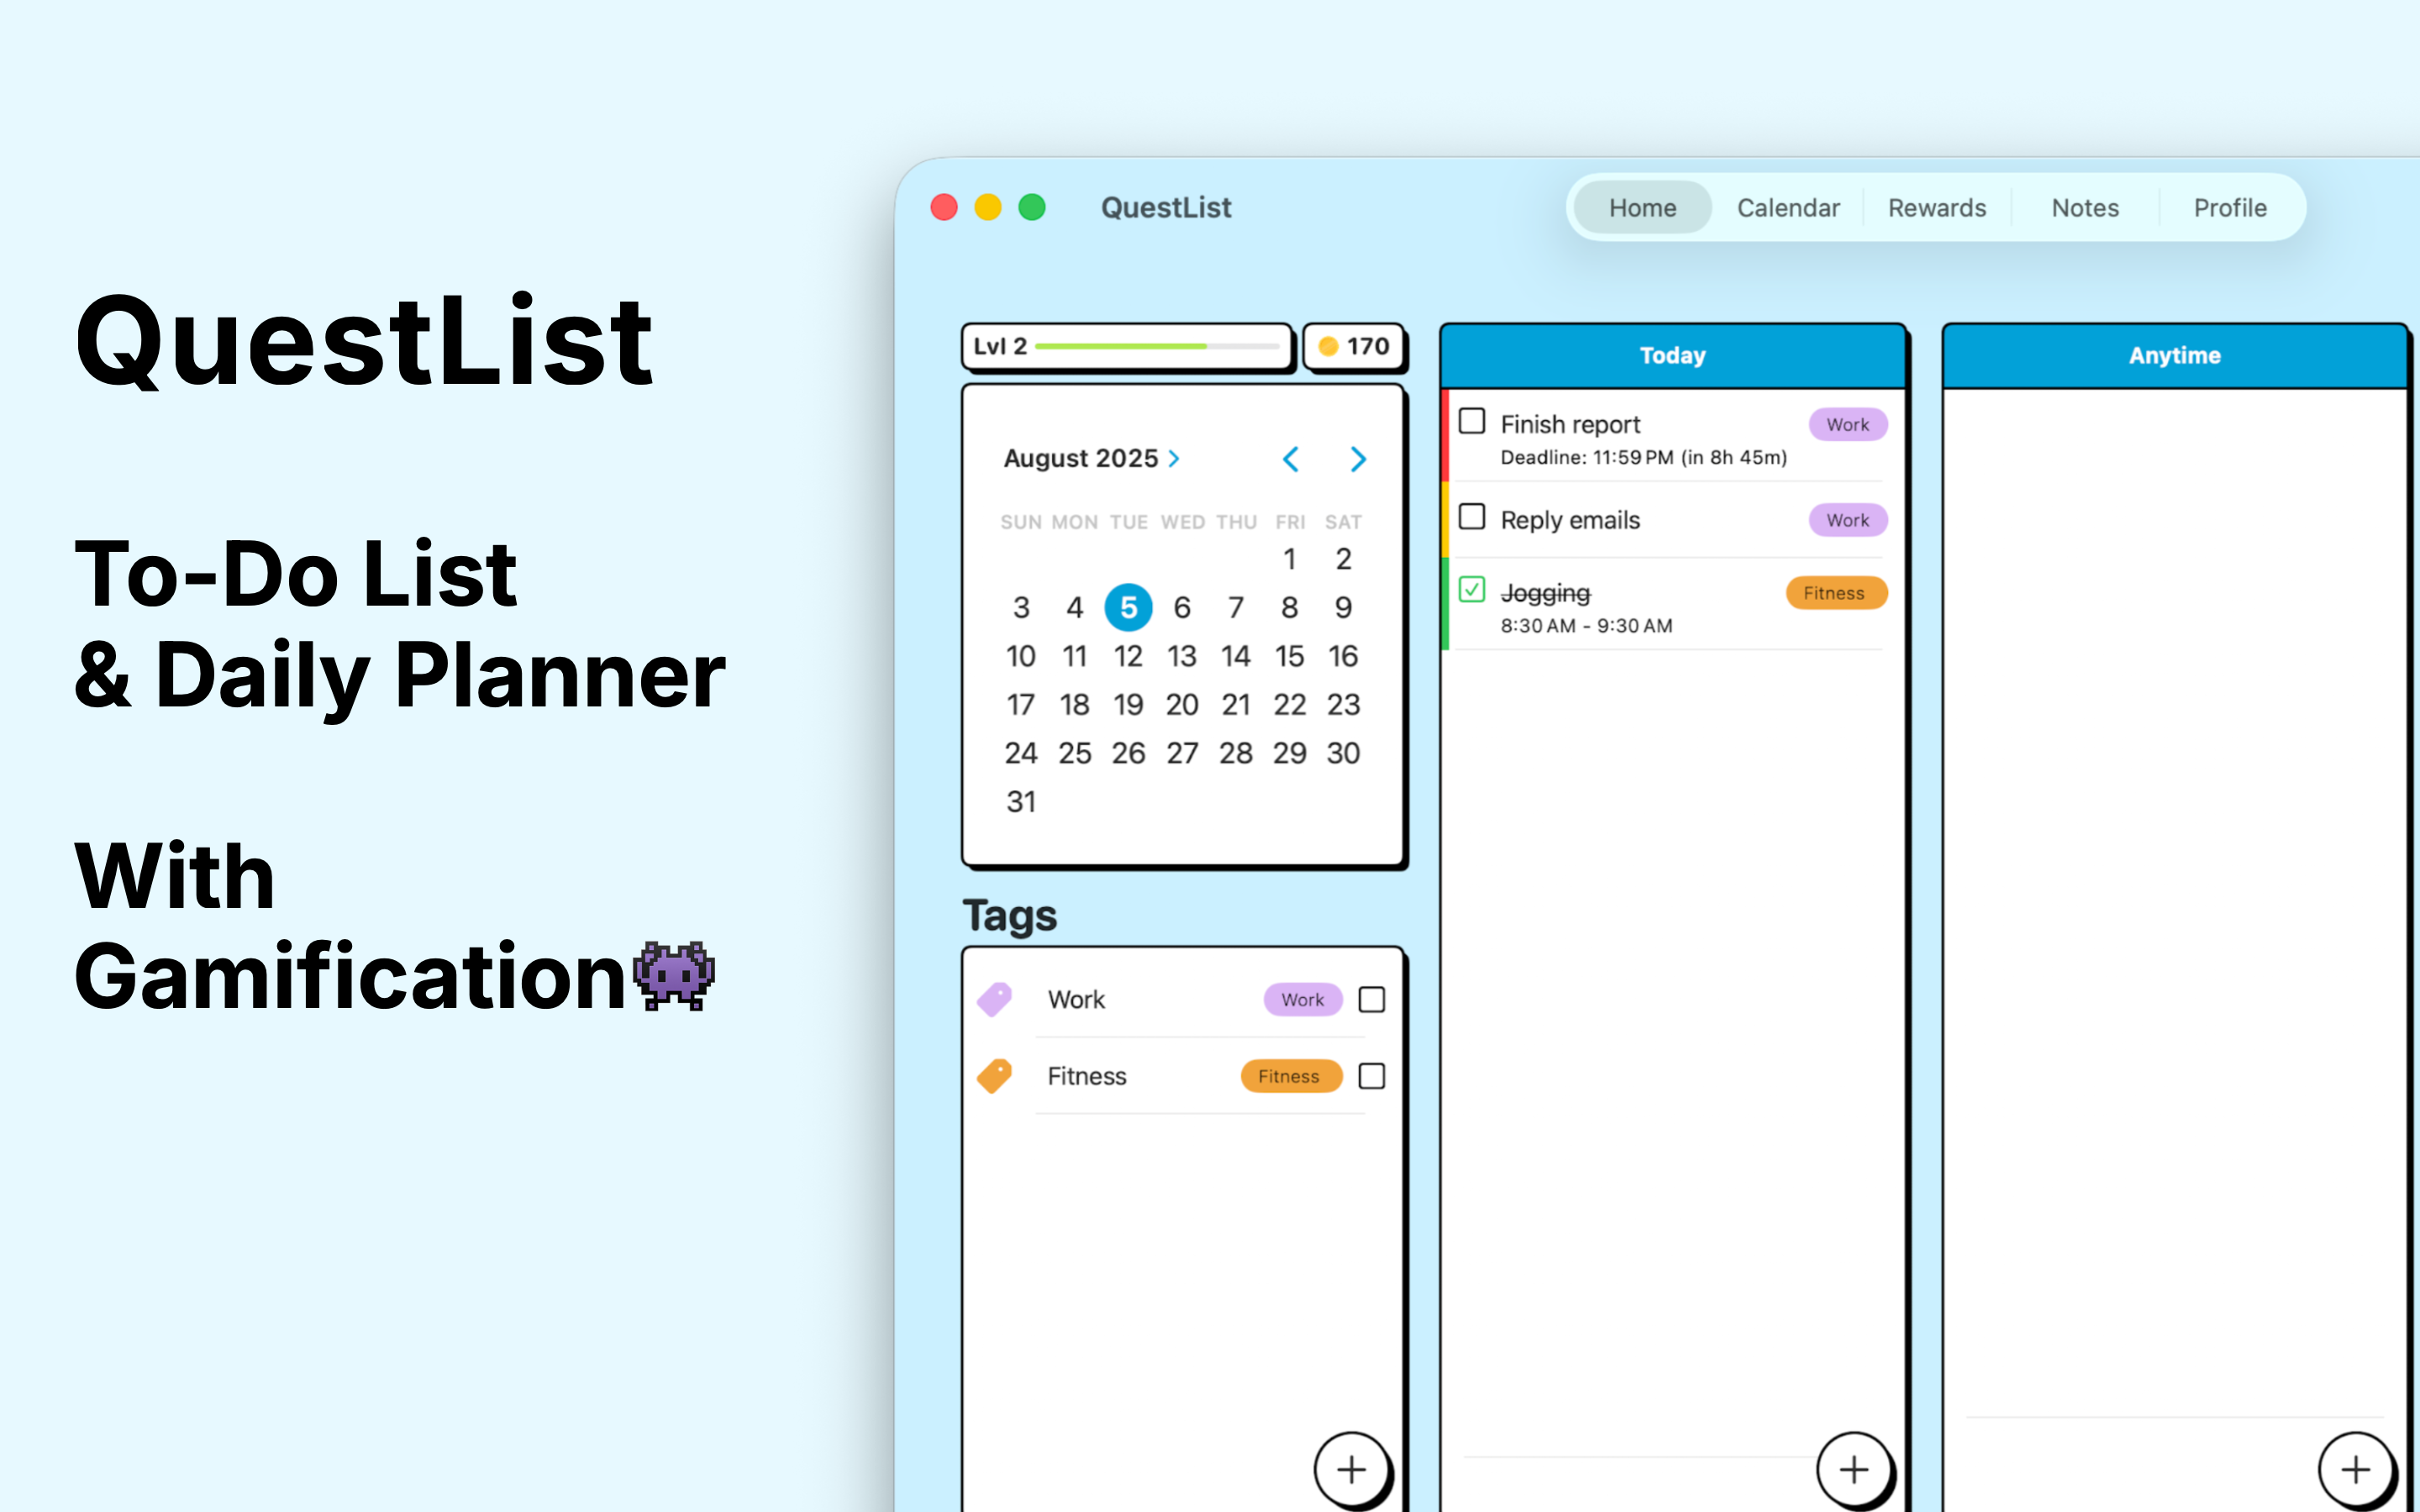 QuestList
To-Do List
& Daily Planner
With
Gamification👾
QuestList
Home Calendar Rewards Notes Profile
Lvl 2
170
August 2025
SUN MON TUE WED THU FRI SAT
1 2
3 4 5 6 7 8 9
10 11 12 13 14 15 16
17 18 19 20 21 22 23
24 25 26 27 28 29 30
31
Tags
Work Work
Fitness Fitness
Today
Finish report Work
Deadline: 11:59 PM (in 8h 45m)
Reply emails Work
Jogging Fitness
8:30 AM - 9:30 AM
Anytime